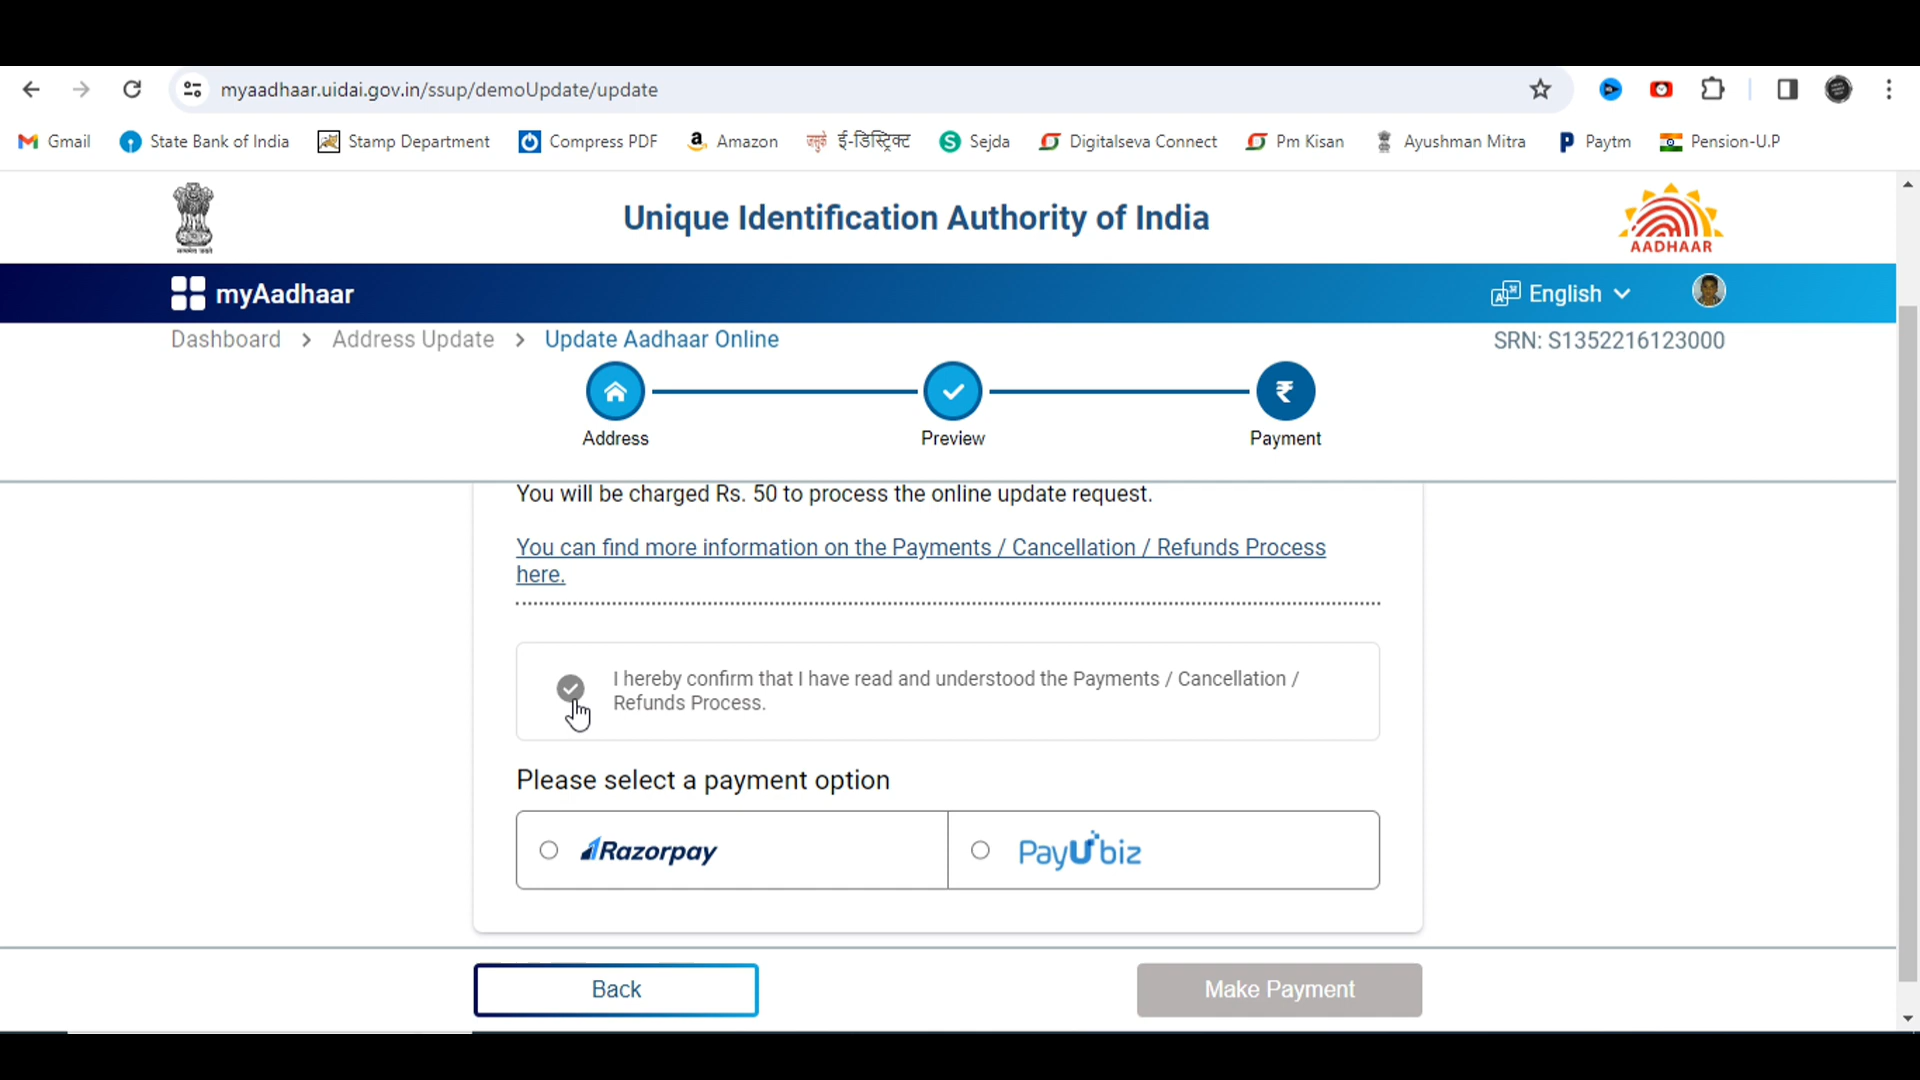 myaadhaar.uidai.gov.in/ssup/demoUpdate/update
Gmail State Bank of India Stamp Department Compress PDF Amazon ई-डिस्ट्रिक्ट Sejda Digitalseva Connect Pm Kisan Ayushman Mitra Paytm Pension-U.P
Unique Identification Authority of India
AADHAAR
myAadhaar English
Dashboard > Address Update > Update Aadhaar Online SRN: S1352216123000
₹
Address Preview Payment
You will be charged Rs. 50 to process the online update request.
You can find more information on the Payments / Cancellation / Refunds Process
here.
I hereby confirm that I have read and understood the Payments / Cancellation /
Refunds Process.
Please select a payment option
Razorpay PayUbiz
Back Make Payment